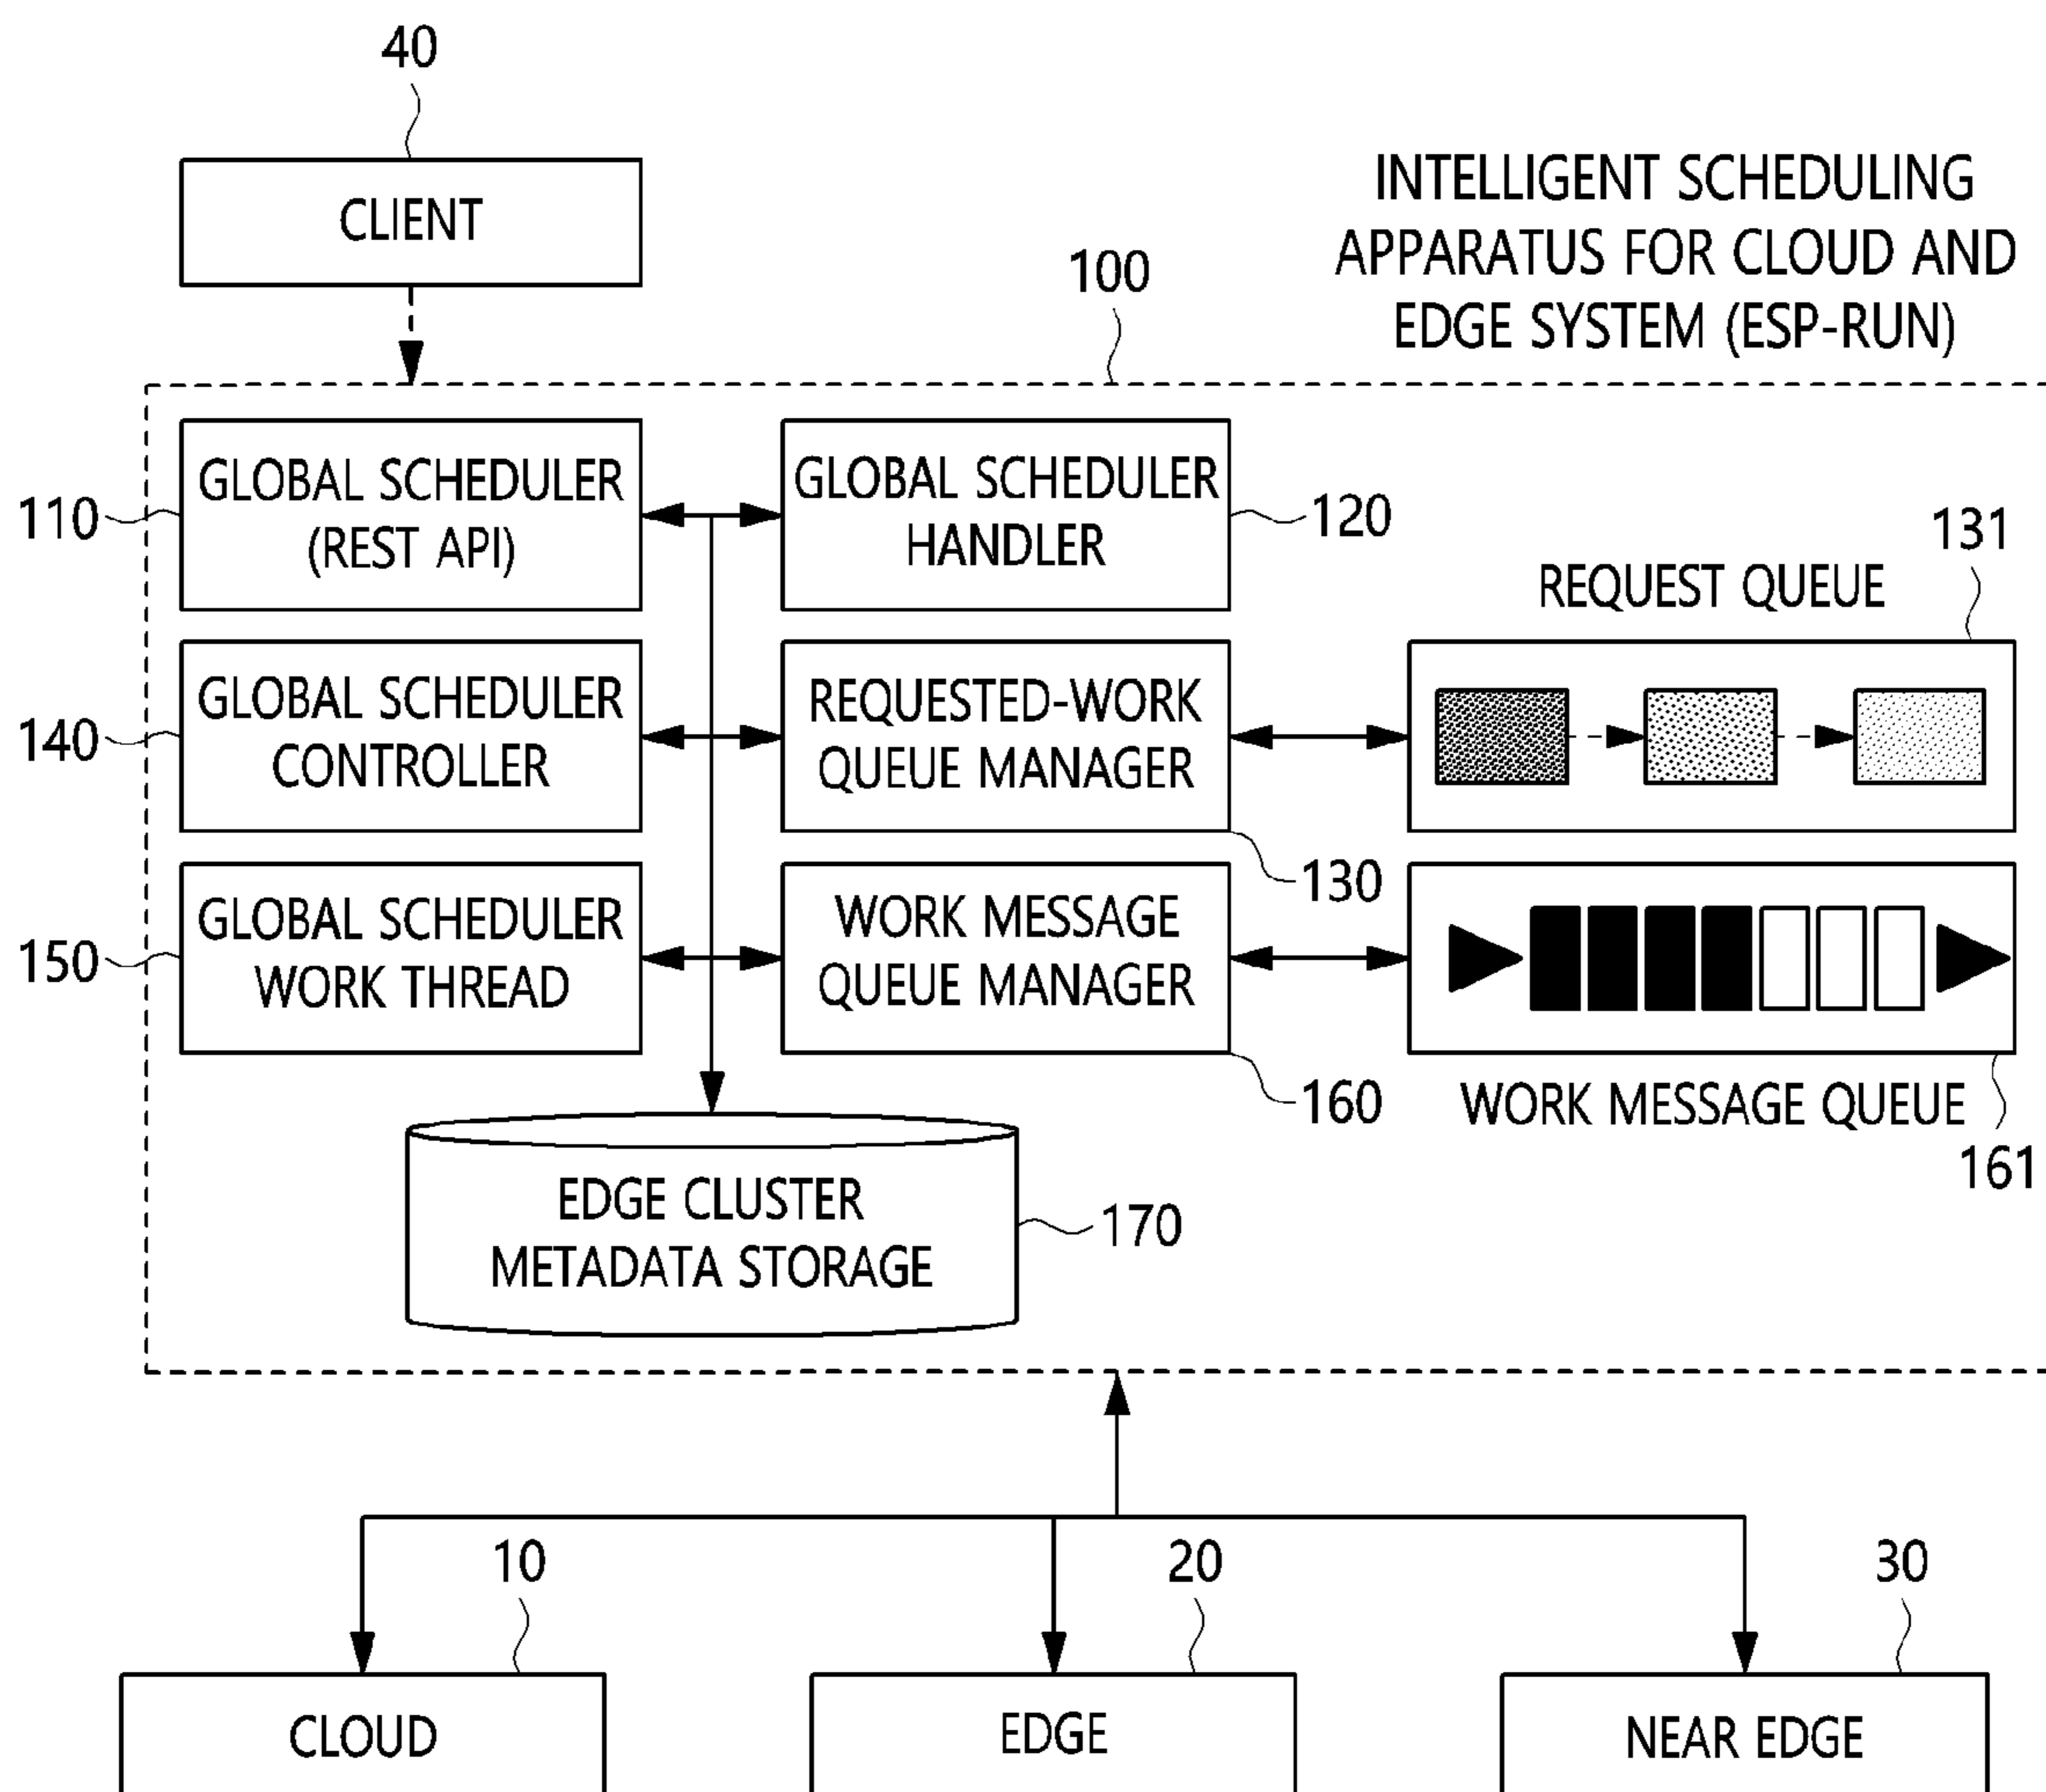 40
CLIENT
INTELLIGENT SCHEDULING
APPARATUS FOR CLOUD AND
EDGE SYSTEM (ESP-RUN)
100
GLOBAL SCHEDULER
(REST API)
110
GLOBAL SCHEDULER
HANDLER
120
131
REQUEST QUEUE
GLOBAL SCHEDULER
CONTROLLER
140
REQUESTED-WORK
QUEUE MANAGER
130
GLOBAL SCHEDULER
WORK THREAD
150
WORK MESSAGE
QUEUE MANAGER
160
WORK MESSAGE QUEUE
161
EDGE CLUSTER
METADATA STORAGE
170
10
20
30
CLOUD
EDGE
NEAR EDGE